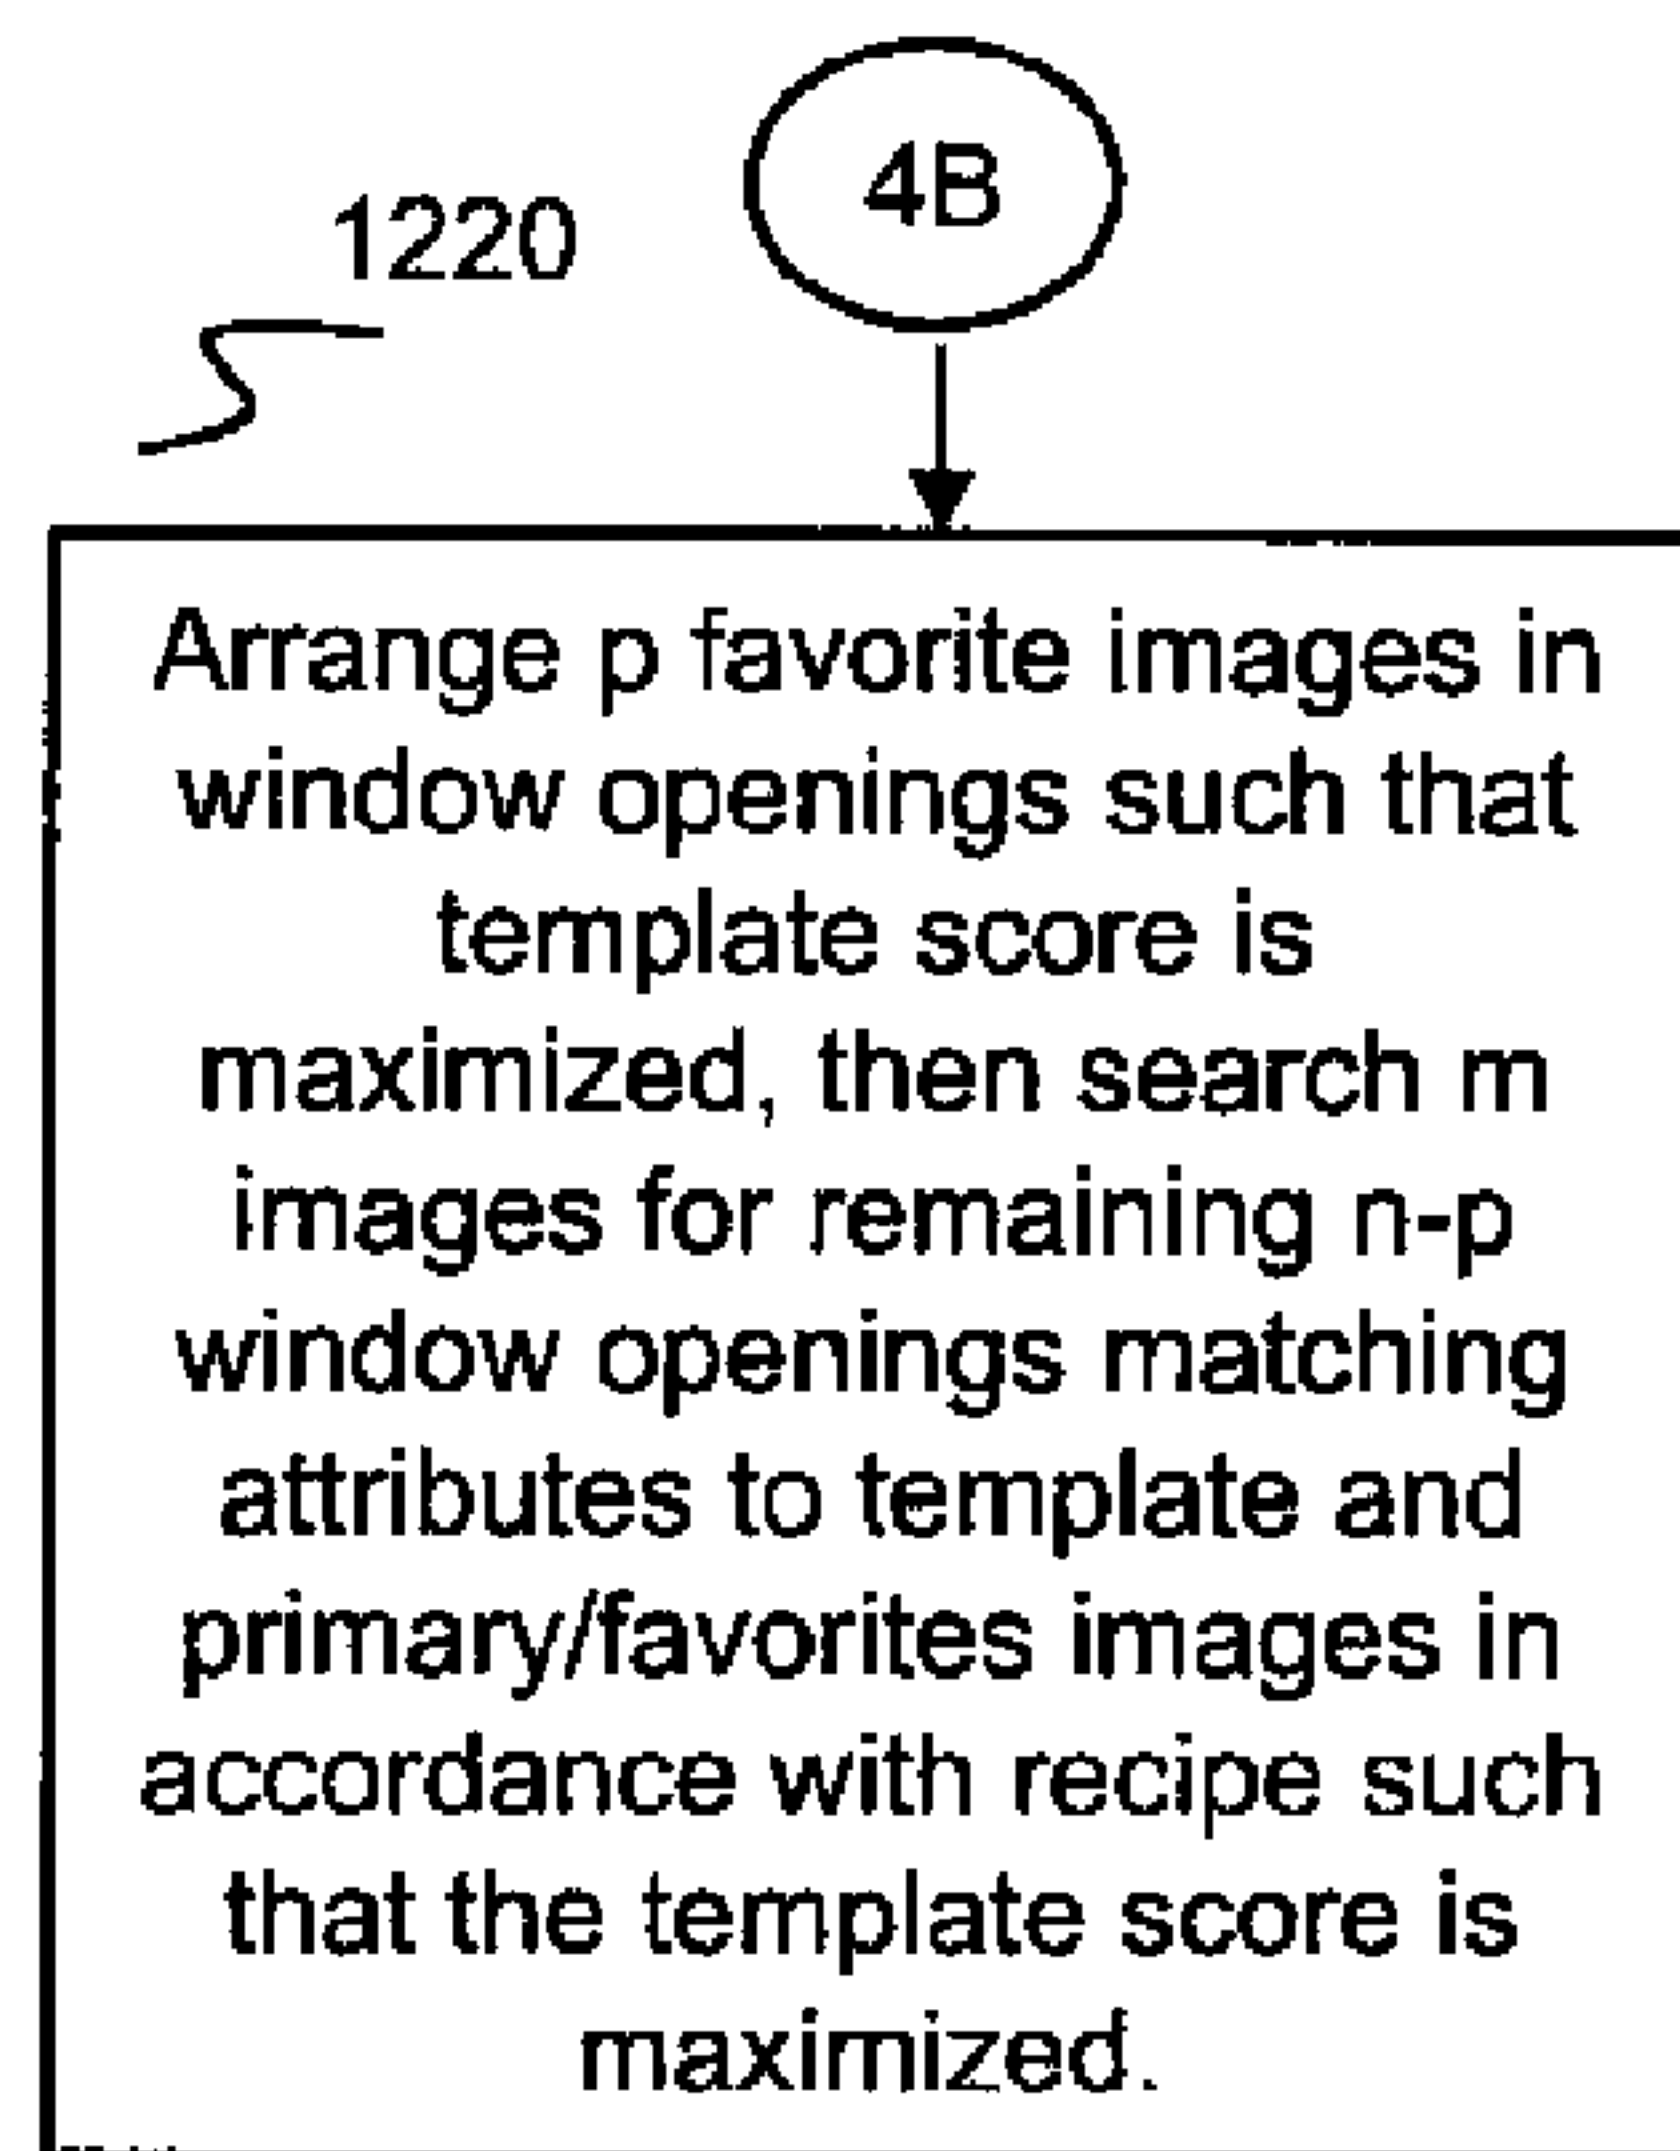 4B
1220
Arrange p favorite images in
window openings such that
template score is
maximized, then search m
images for remaining n-p
window openings matching
attributes to template and
primary/favorites images in
accordance with recipe such
that the template score is
maximized.